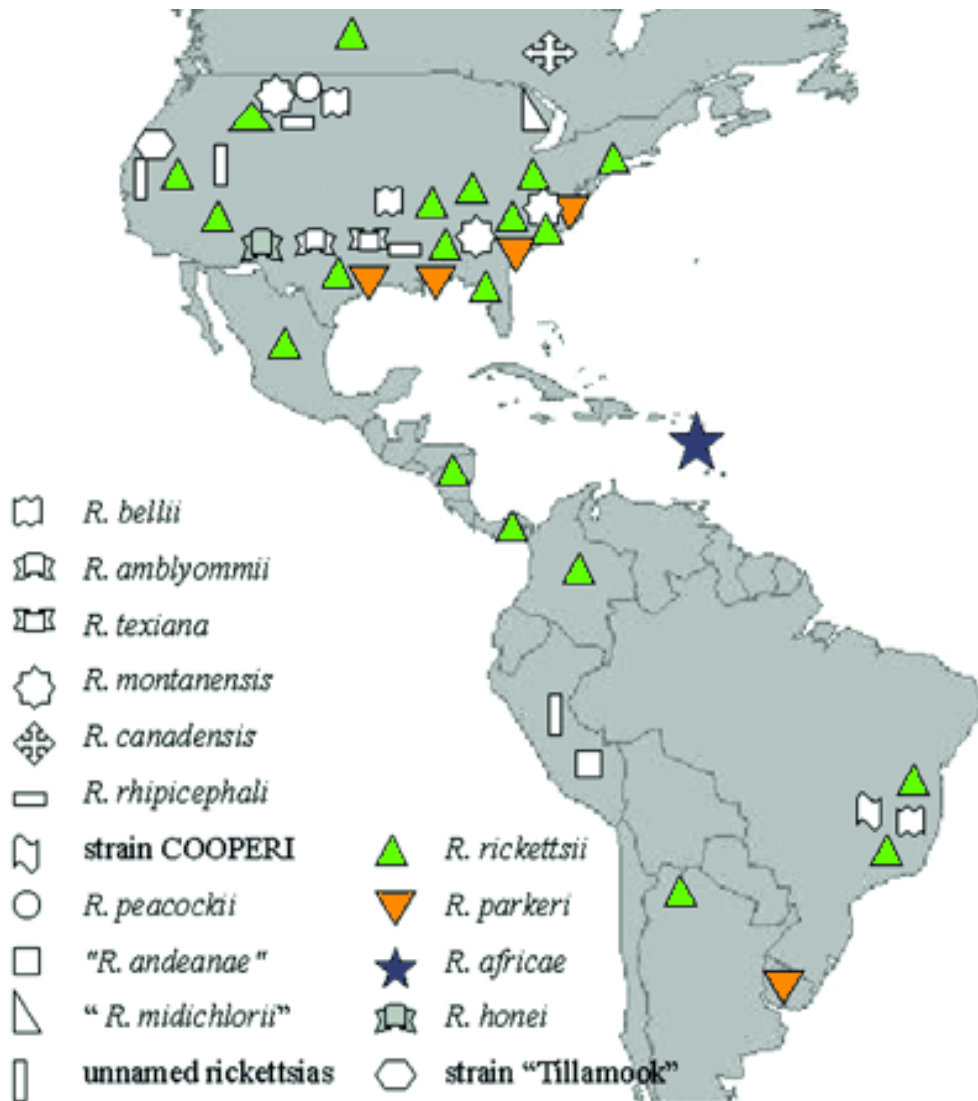 R. bellii
R. amblyommii
R. texiana
R. montanensis
R. canadensis
R. rhipicephali
strain COOPERI
R. peacockii
"R. andeanae"
“ R. midichlorii”
unnamed rickettsias
R. rickettsii
R. parkeri
R. africae
R. honei
strain “Tillamook”